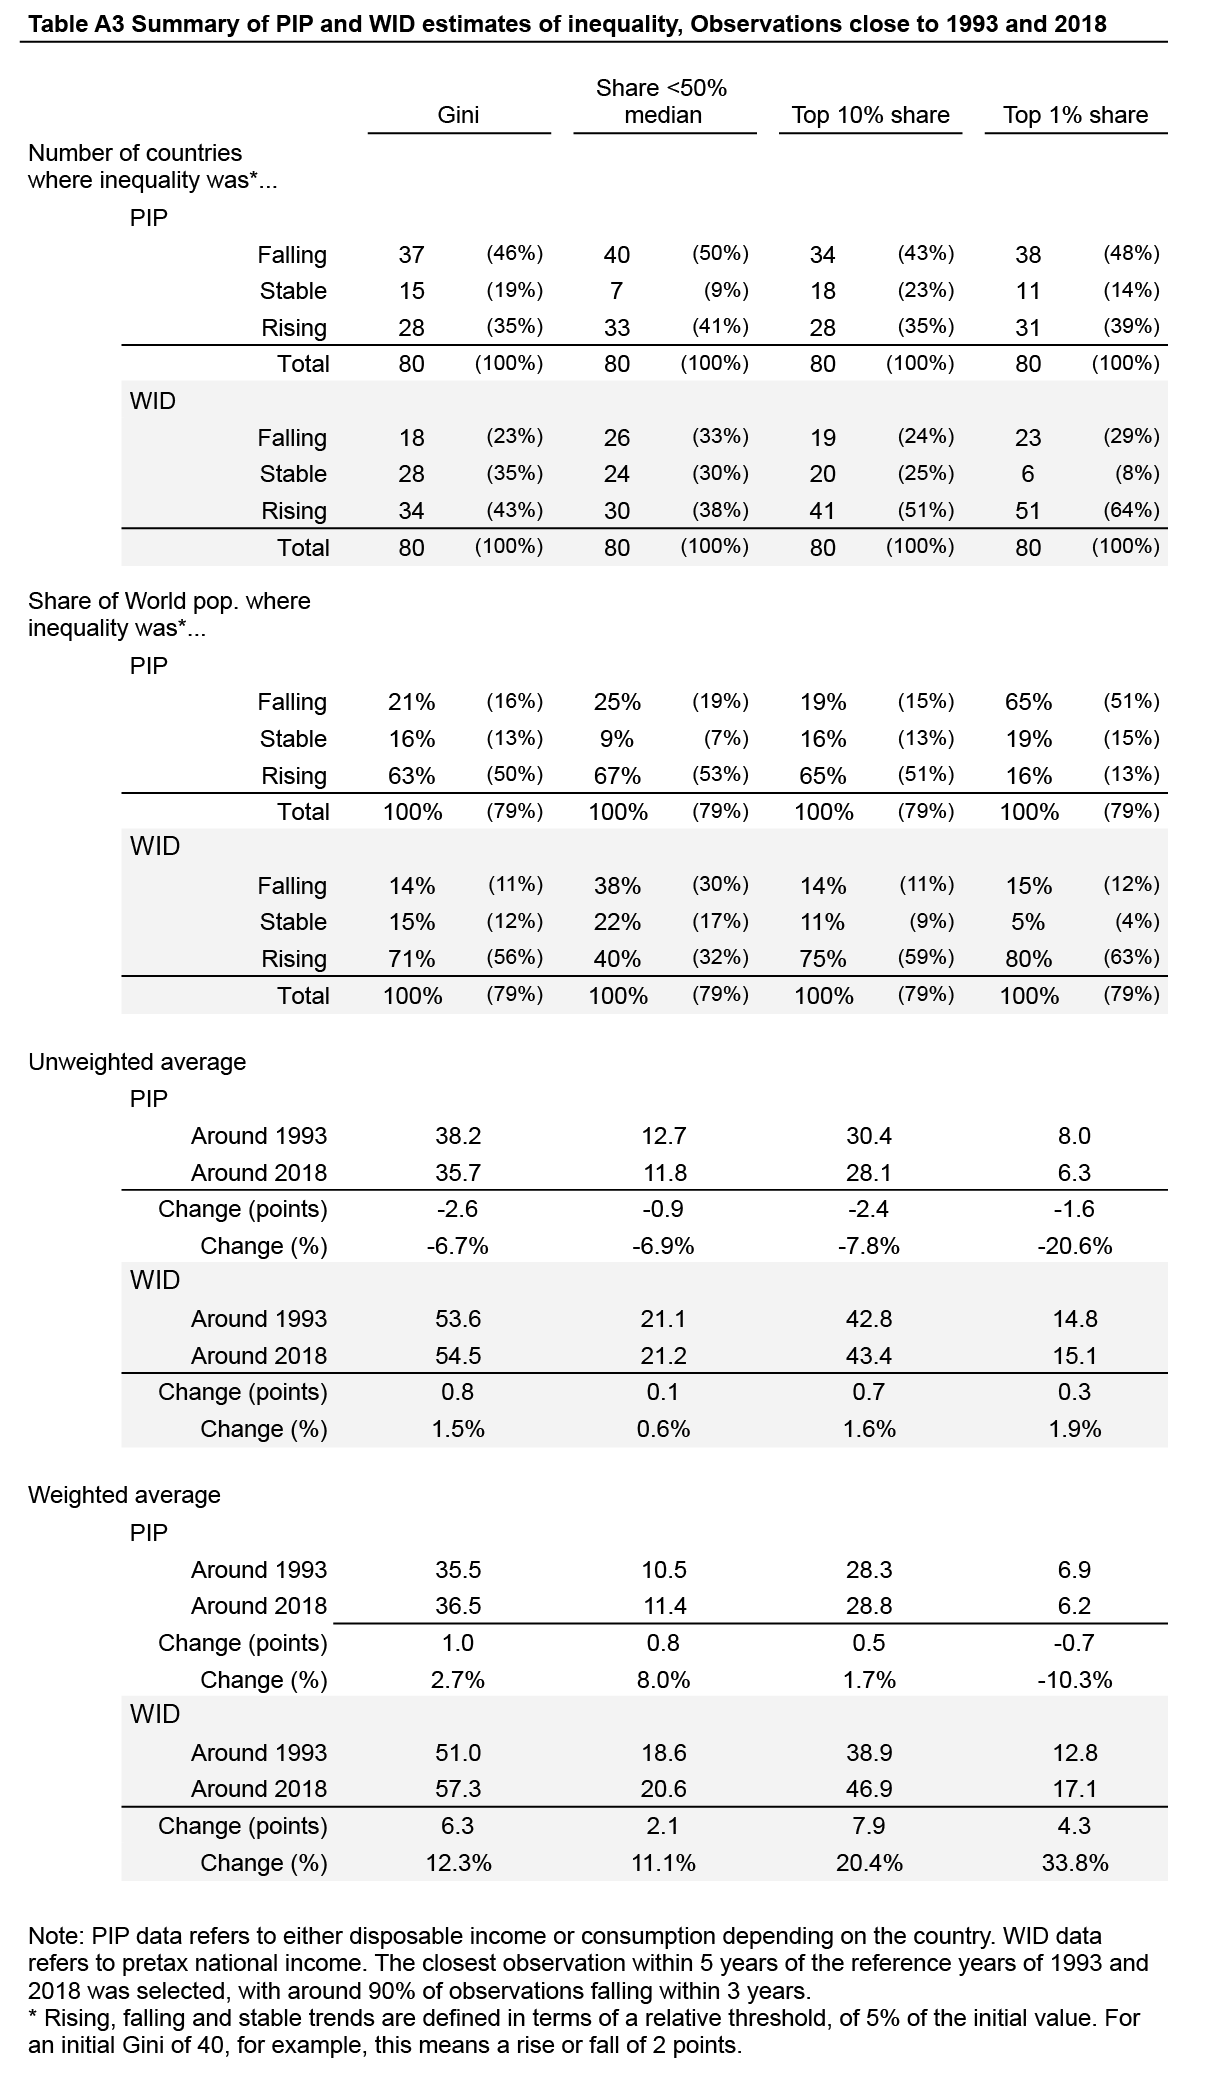 Table A3 Summary of PIP and WID estimates of inequality, Observations close to 1993 and 2018
Share <50%
Gini median Top 10% share Top 1% share
Number of countries
where inequality was*...
PIP
Falling 37 (46%) 40 (50%) 34 (43%) 38 (48%)
Stable 15 (19%) 7 (9%) 18 (23%) 11 (14%)
Rising 28 (35%) 33 (41%) 28 (35%) 31 (39%)
Total 80 (100%) 80 (100%) 80 (100%) 80 (100%)
WID
Falling 18 (23%) 26 (33%) 19 (24%) 23 (29%)
Stable 28 (35%) 24 (30%) 20 (25%) 6 (8%)
Rising 34 (43%) 30 (38%) 41 (51%) 51 (64%)
Total 80 (100%) 80 (100%) 80 (100%) 80 (100%)
Share of World pop. where
inequality was*...
PIP
Falling 21% (16%) 25% (19%) 19% (15%) 65% (51%)
Stable 16% (13%) 9% (7%) 16% (13%) 19% (15%)
Rising 63% (50%) 67% (53%) 65% (51%) 16% (13%)
Total 100% (79%) 100% (79%) 100% (79%) 100% (79%)
WID
Falling 14% (11%) 38% (30%) 14% (11%) 15% (12%)
Stable 15% (12%) 22% (17%) 11% (9%) 5% (4%)
Rising 71% (56%) 40% (32%) 75% (59%) 80% (63%)
Total 100% (79%) 100% (79%) 100% (79%) 100% (79%)
Unweighted average
PIP
Around 1993 38.2 12.7 30.4 8.0
Around 2018 35.7 11.8 28.1 6.3
Change (points) -2.6 -0.9 -2.4 -1.6
Change (%) -6.7% -6.9% -7.8% -20.6%
WID
Around 1993 53.6 21.1 42.8 14.8
Around 2018 54.5 21.2 43.4 15.1
Change (points) 0.8 0.1 0.7 0.3
Change (%) 1.5% 0.6% 1.6% 1.9%
Weighted average
PIP
Around 1993 35.5 10.5 28.3 6.9
Around 2018 36.5 11.4 28.8 6.2
Change (points) 1.0 0.8 0.5 -0.7
Change (%) 2.7% 8.0% 1.7% -10.3%
WID
Around 1993 51.0 18.6 38.9 12.8
Around 2018 57.3 20.6 46.9 17.1
Change (points) 6.3 2.1 7.9 4.3
Change (%) 12.3% 11.1% 20.4% 33.8%
Note: PIP data refers to either disposable income or consumption depending on the country. WID data
refers to pretax national income. The closest observation within 5 years of the reference years of 1993 and
2018 was selected, with around 90% of observations falling within 3 years.
* Rising, falling and stable trends are defined in terms of a relative threshold, of 5% of the initial value. For
an initial Gini of 40, for example, this means a rise or fall of 2 points.